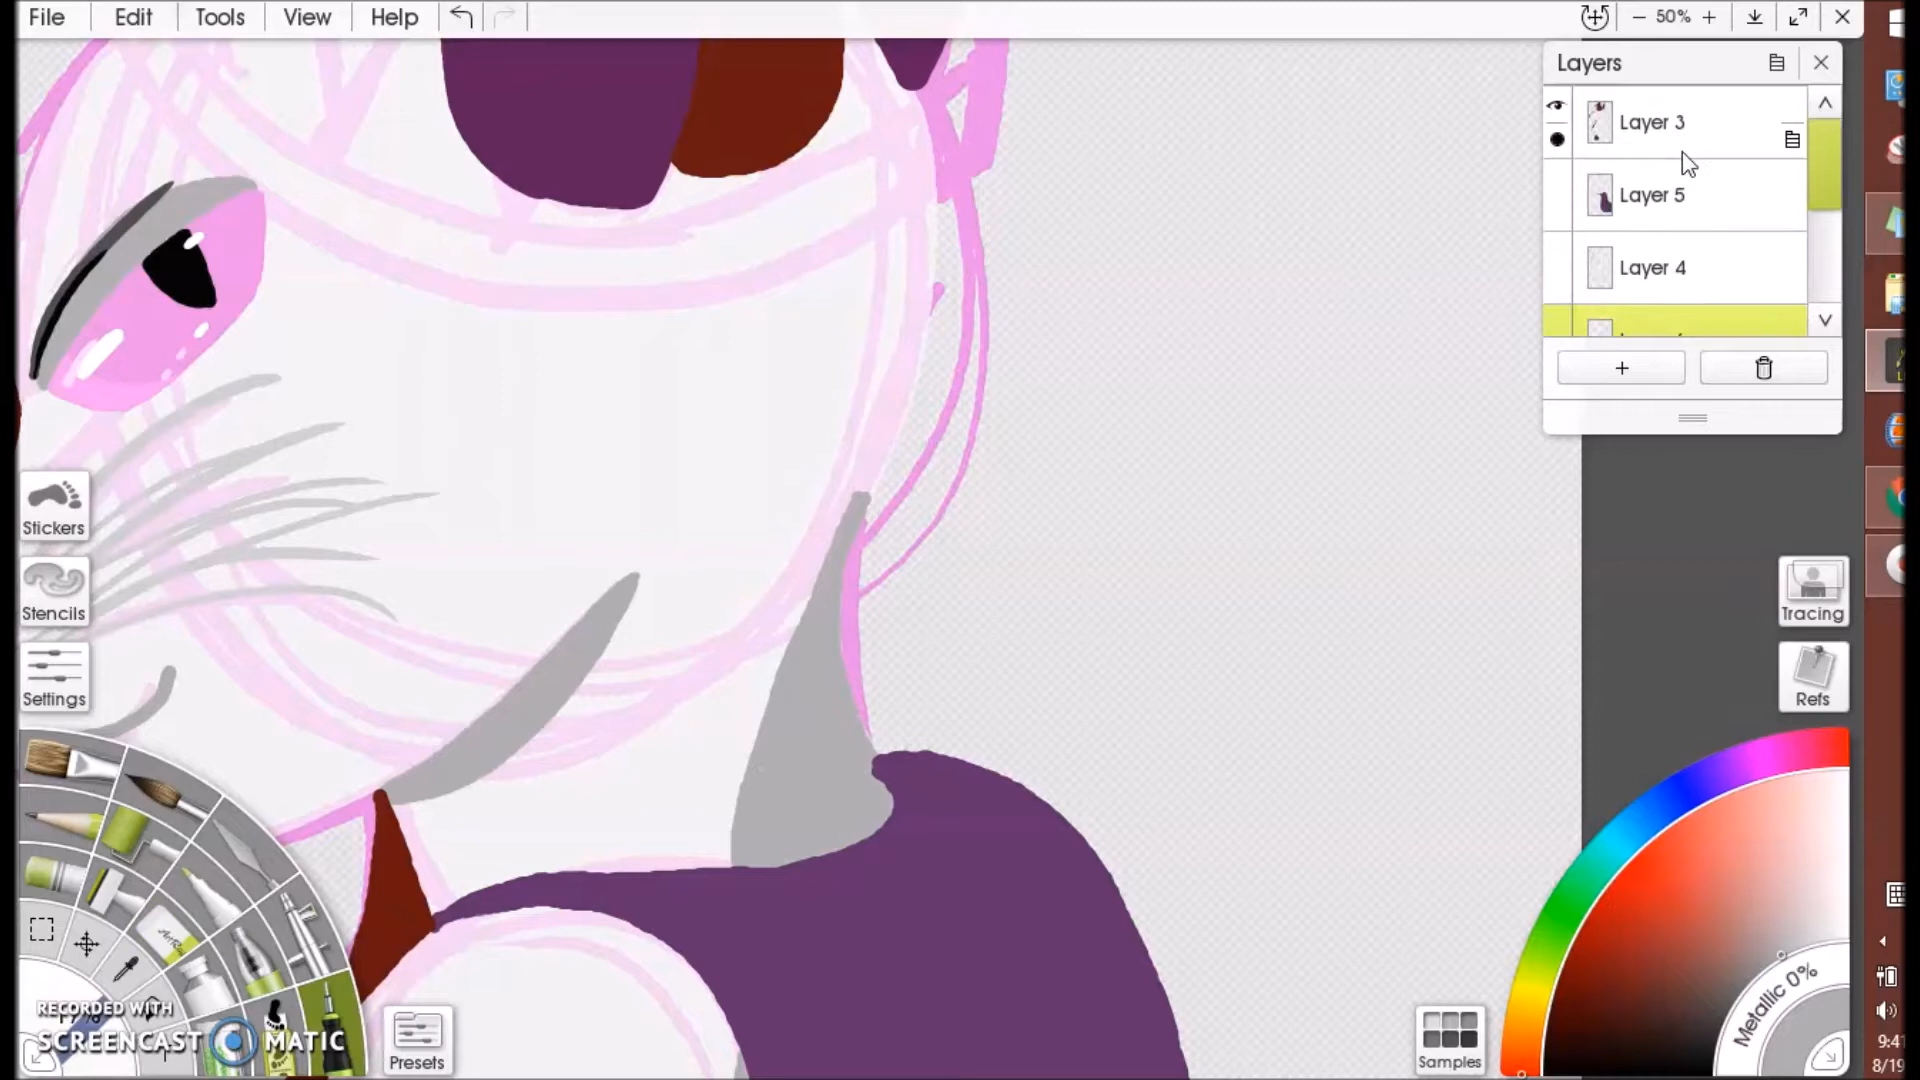 File Edit Tools View Help 50%
Layers
Layer 3
Layer 5
Layer 4
Stickers
Stencils
Settings
Tracing
Refs
Metallic 0%
RECORDED WITH
SCREENCAST MATIC
Presets
Samples
9:41
8/19